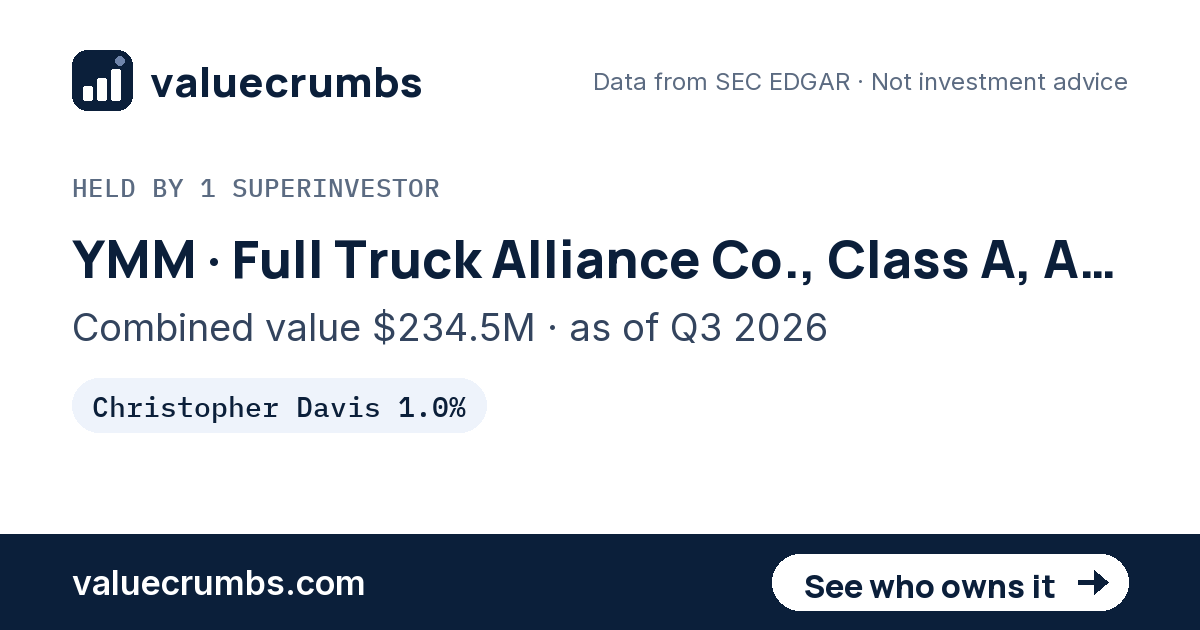 valuecrumbs
Data from SEC EDGAR · Not investment advice
HELD BY 1 SUPERINVESTOR
YMM · Full Truck Alliance Co., Class A, A…
Combined value $234.5M · as of Q3 2026
Christopher Davis 1.0%
valuecrumbs.com
See who owns it →